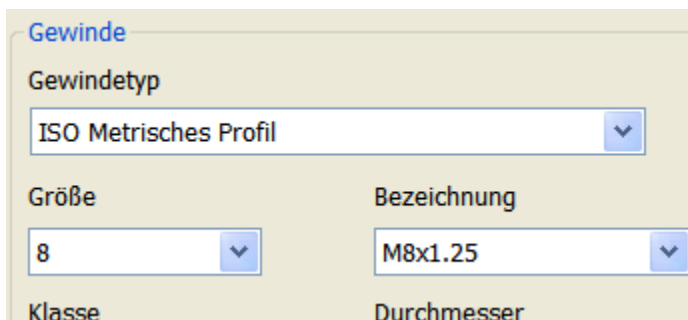 Gewinde
Gewindetyp
ISO Metrisches Profil
Größe Bezeichnung
8 M8x1.25
Klasse Durchmesser